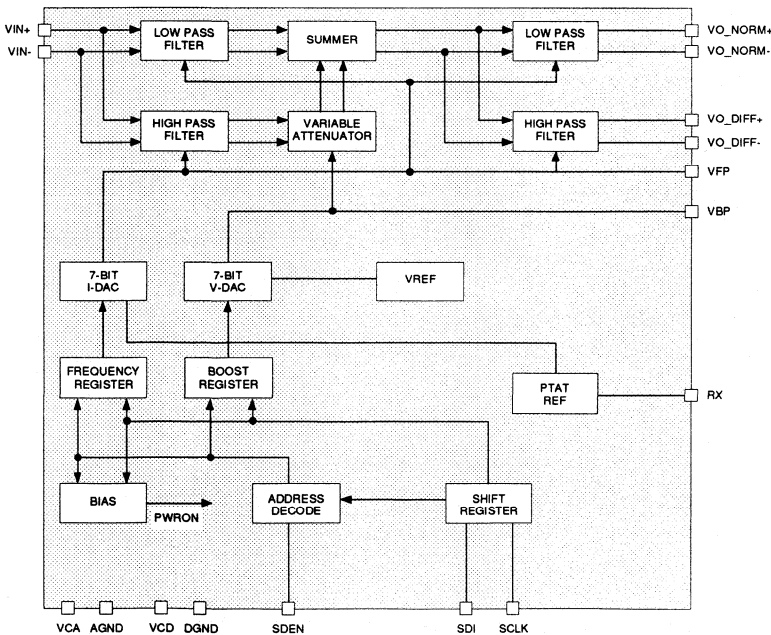 VIN+
VIN-
LOW PASS
FILTER
SUMMER
LOW PASS
FILTER
VO_NORM+
VO_NORM-
HIGH PASS
FILTER
VARIABLE
ATTENUATOR
HIGH PASS
FILTER
VO_DIFF+
VO_DIFF-
VFP
VBP
7-BIT
I-DAC
7-BIT
V-DAC
VREF
FREQUENCY
REGISTER
BOOST
REGISTER
PTAT
REF
RX
BIAS
PWRON
ADDRESS
DECODE
SHIFT
REGISTER
VCA
AGND
VCD
DGND
SDEN
SDI
SCLK